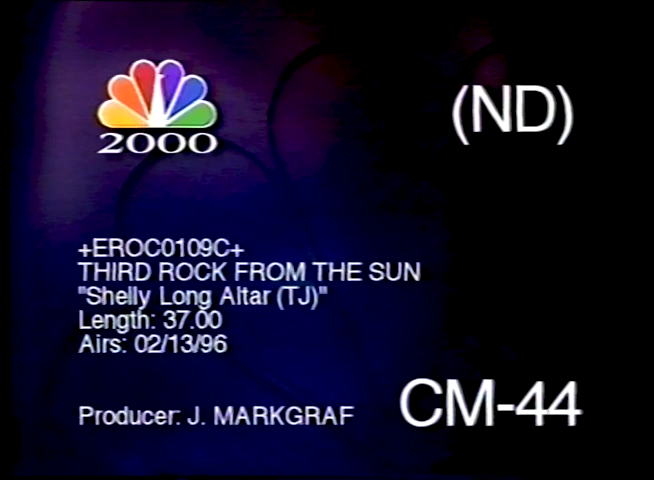 2000
(ND)
+EROC0109C+
THIRD ROCK FROM THE SUN
"Shelly Long Altar (TJ)"
Length: 37.00
Airs: 02/13/96
Producer: J. MARKGRAF
CM-44